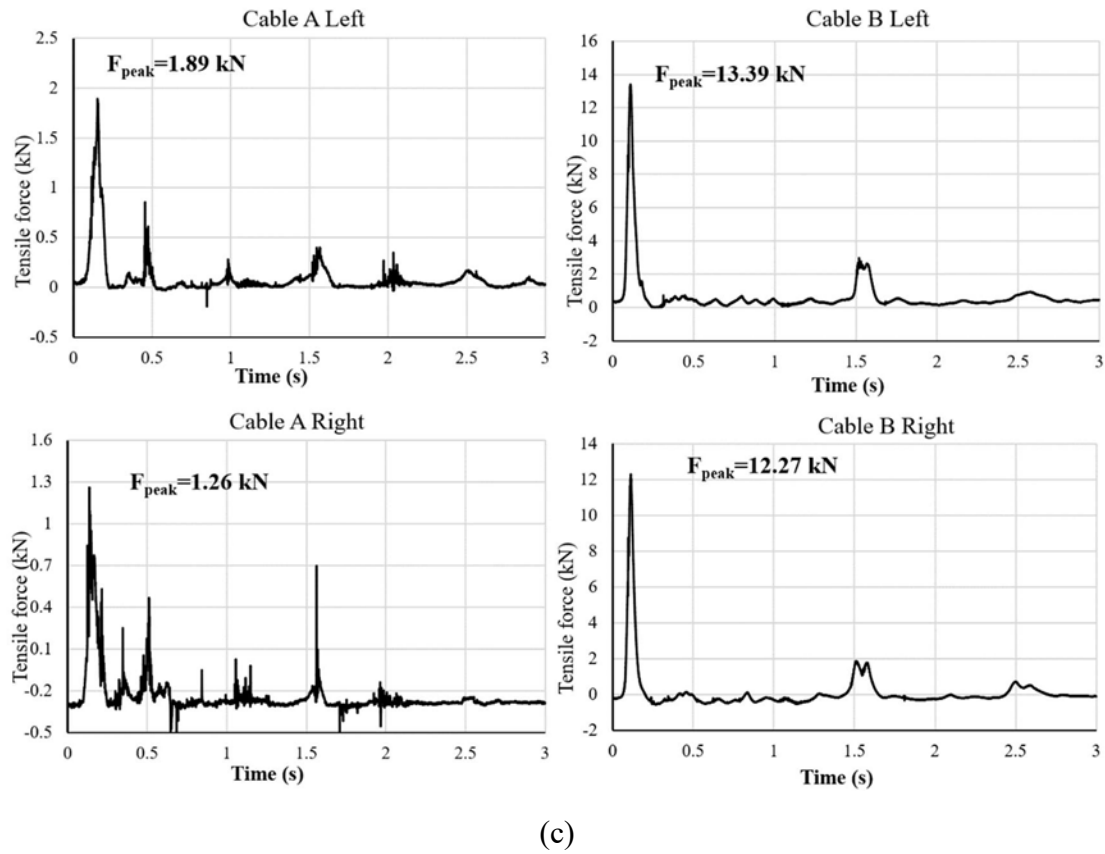 Cable A Left
F_peak=1.89 kN
Tensile force (kN)
2.5
2
1.5
1
0.5
0
-0.5
0 0.5 1 1.5 2 2.5 3
Time (s)
Cable B Left
F_peak=13.39 kN
Tensile force (kN)
16
14
12
10
8
6
4
2
0
-2
0 0.5 1 1.5 2 2.5 3
Time (s)
Cable A Right
F_peak=1.26 kN
Tensile force (kN)
1.6
1.3
1
0.7
0.4
0.1
-0.2
-0.5
0 0.5 1 1.5 2 2.5 3
Time (s)
Cable B Right
F_peak=12.27 kN
Tensile force (kN)
14
12
10
8
6
4
2
0
-2
0 0.5 1 1.5 2 2.5 3
Time (s)
(c)